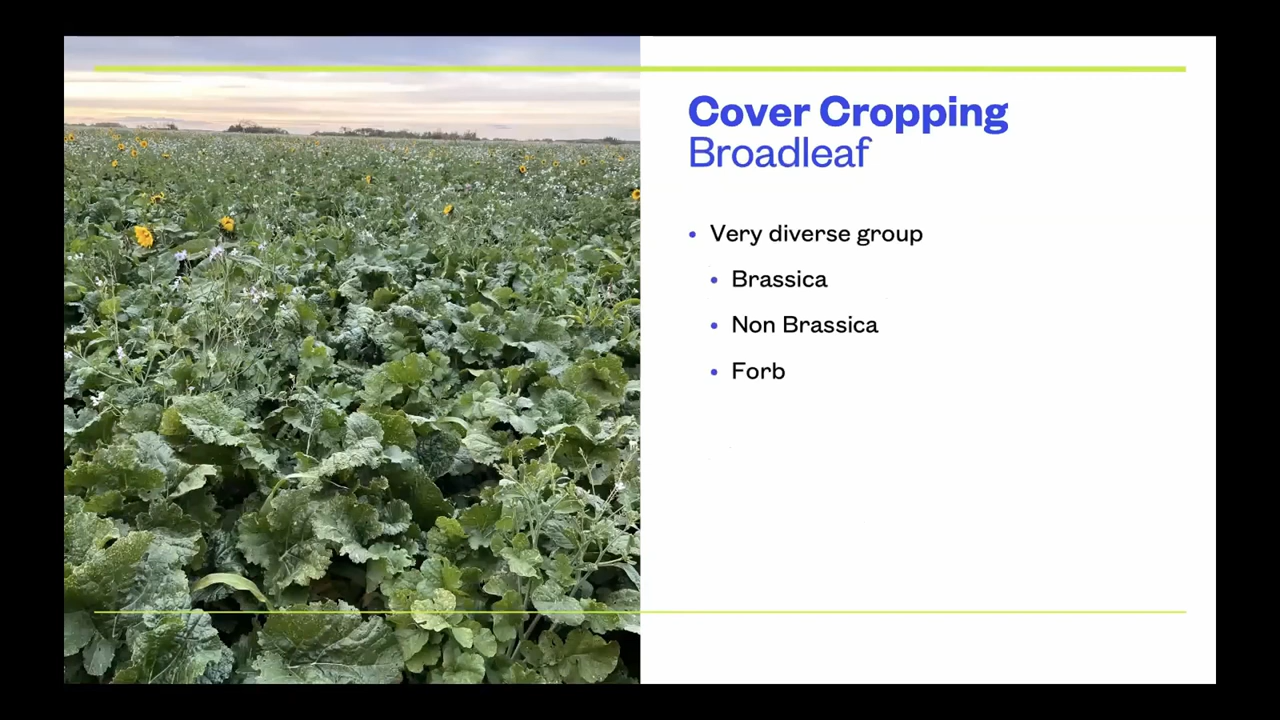 Cover Cropping
Broadleaf
• Very diverse group
• Brassica
• Non Brassica
• Forb